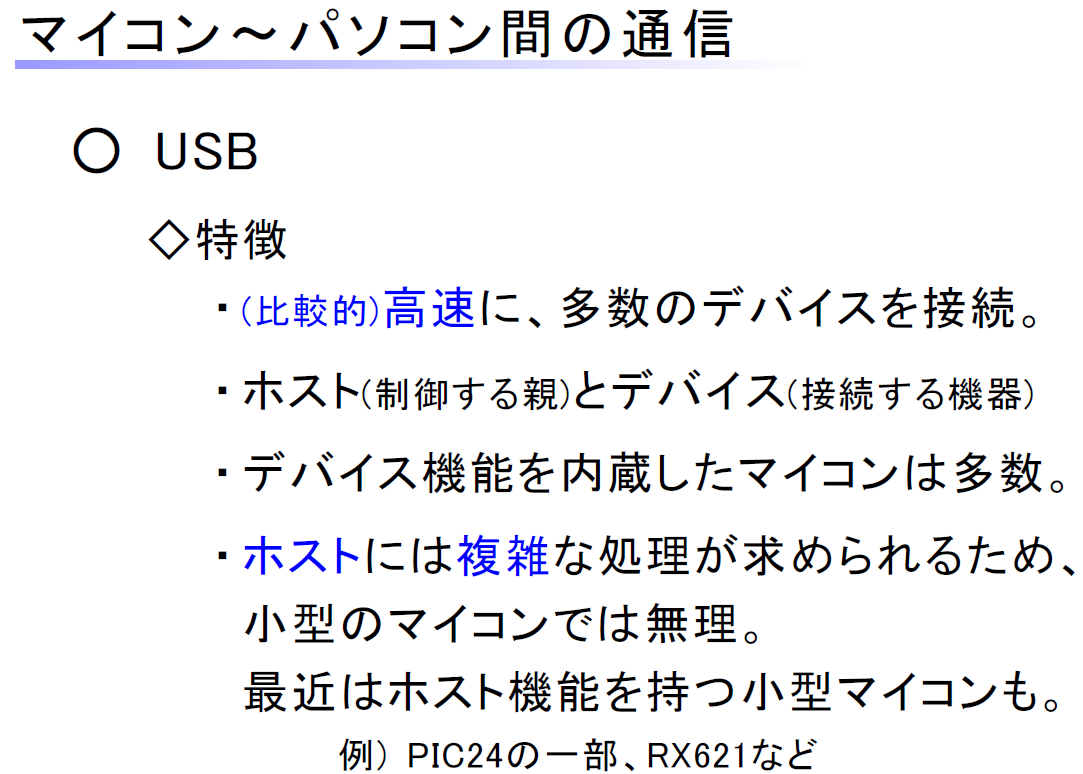 マイコン～パソコン間の通信
○ USB
◇特徴
・(比較的)高速に、多数のデバイスを接続。
・ホスト(制御する親)とデバイス(接続する機器)
・デバイス機能を内蔵したマイコンは多数。
・ホストには複雑な処理が求められるため、
小型のマイコンでは無理。
最近はホスト機能を持つ小型マイコンも。
例) PIC24の一部、RX621など